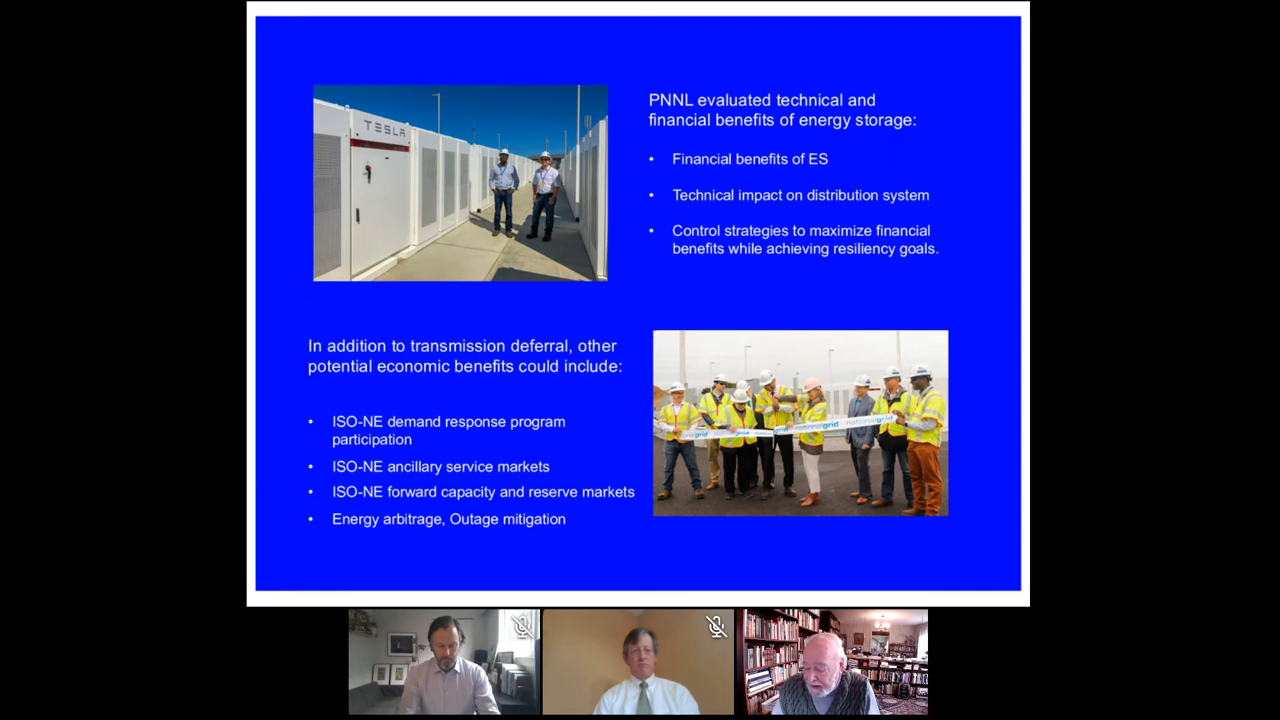 TESLA
PNNL evaluated technical and
financial benefits of energy storage:
• Financial benefits of ES
• Technical impact on distribution system
• Control strategies to maximize financial
benefits while achieving resiliency goals.
In addition to transmission deferral, other
potential economic benefits could include:
• ISO-NE demand response program
participation
• ISO-NE ancillary service markets
• ISO-NE forward capacity and reserve markets
• Energy arbitrage, Outage mitigation
nationalgrid